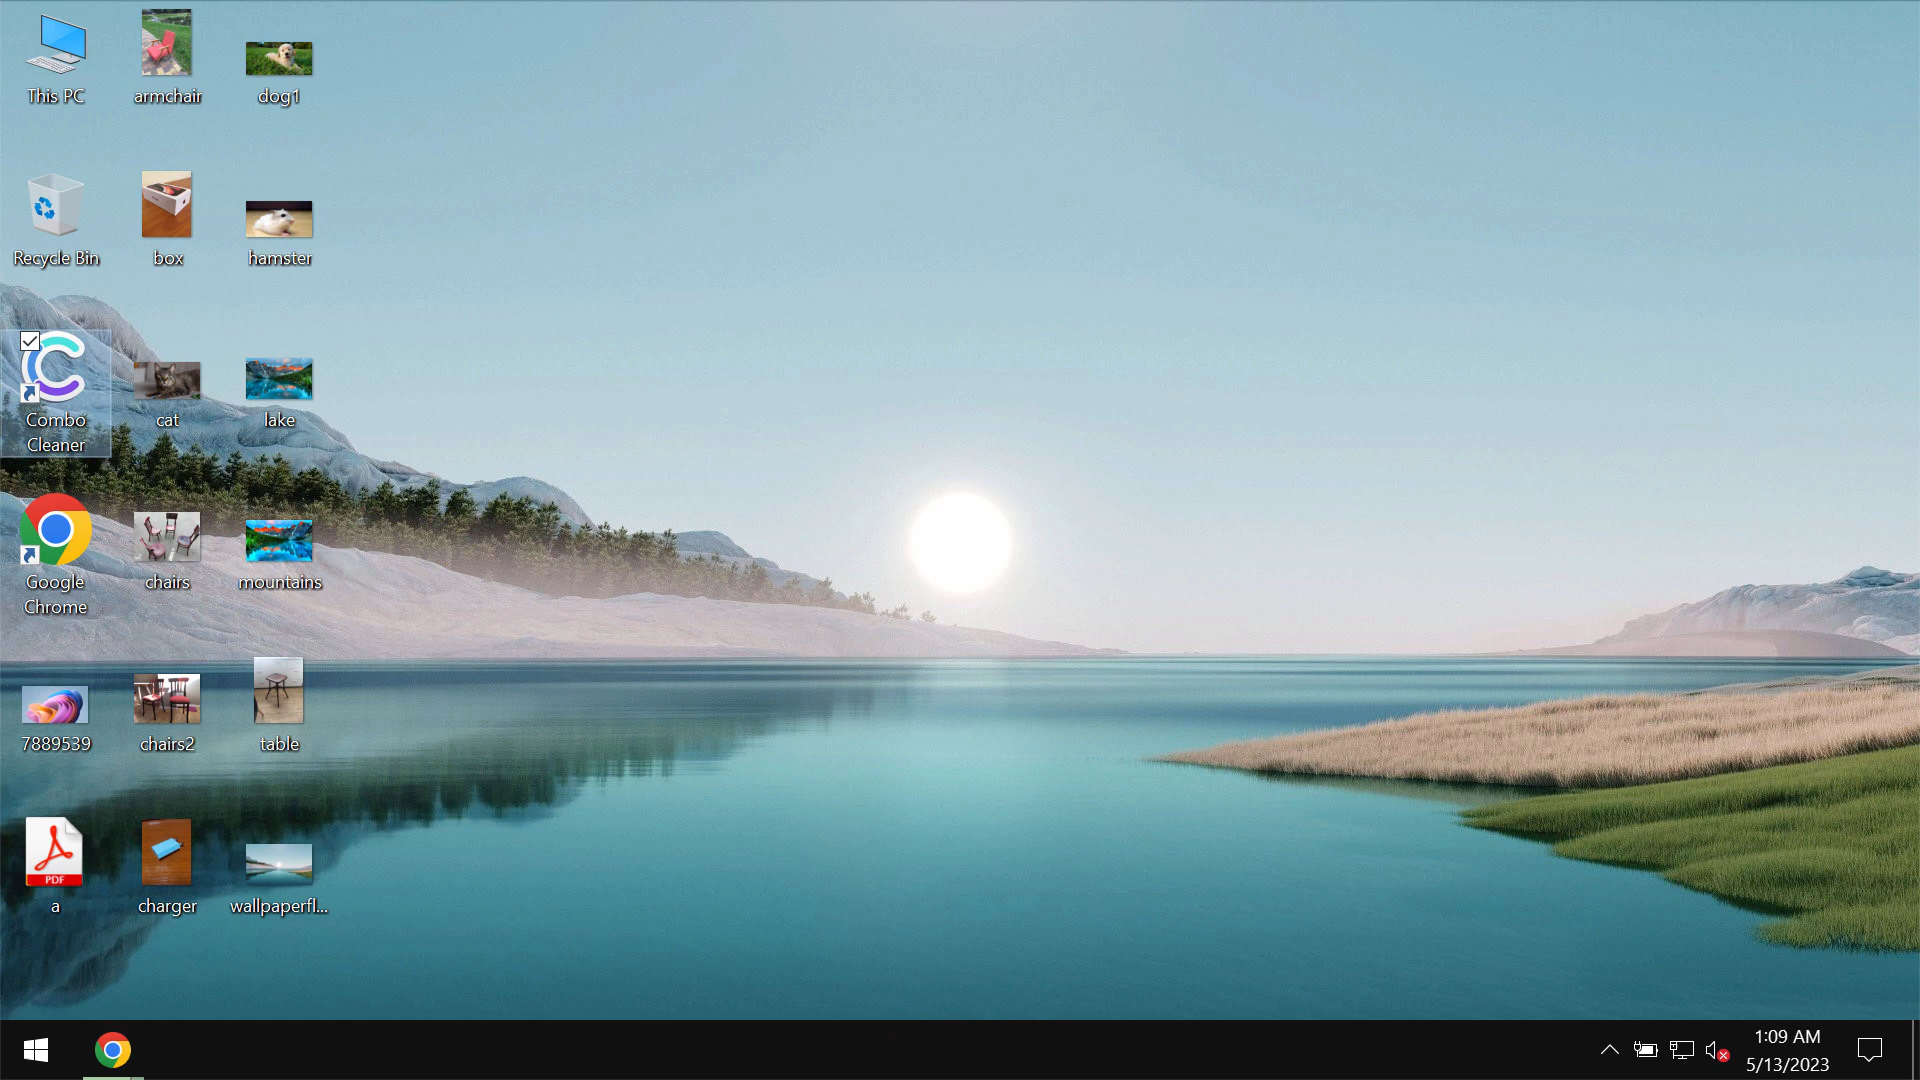 This PC
armchair
dog1
Recycle Bin
box
hamster
Combo
Cleaner
cat
lake
Google
Chrome
chairs
mountains
7889539
chairs2
table
PDF
a
charger
wallpaperfl...
1:09 AM
5/13/2023